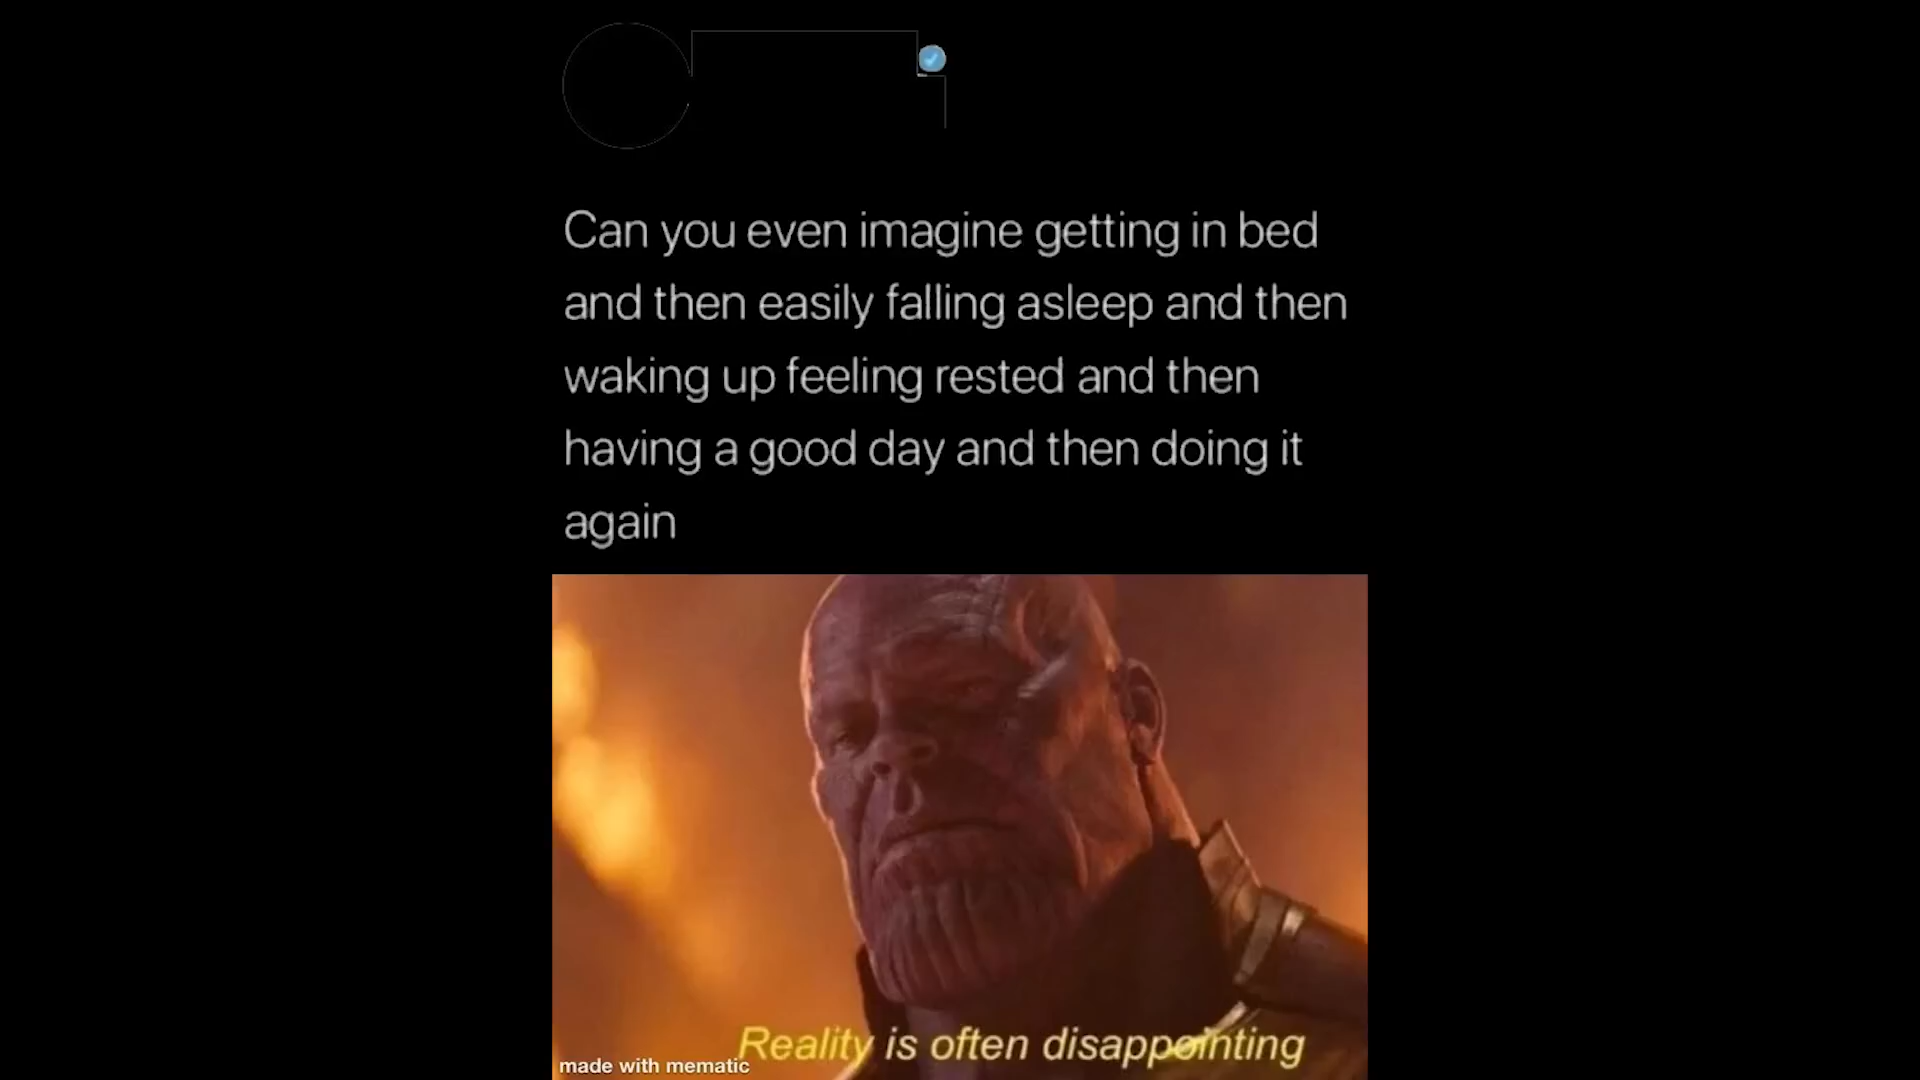 Can you even imagine getting in bed
and then easily falling asleep and then
waking up feeling rested and then
having a good day and then doing it
again
Reality is often disappointing
made with mematic